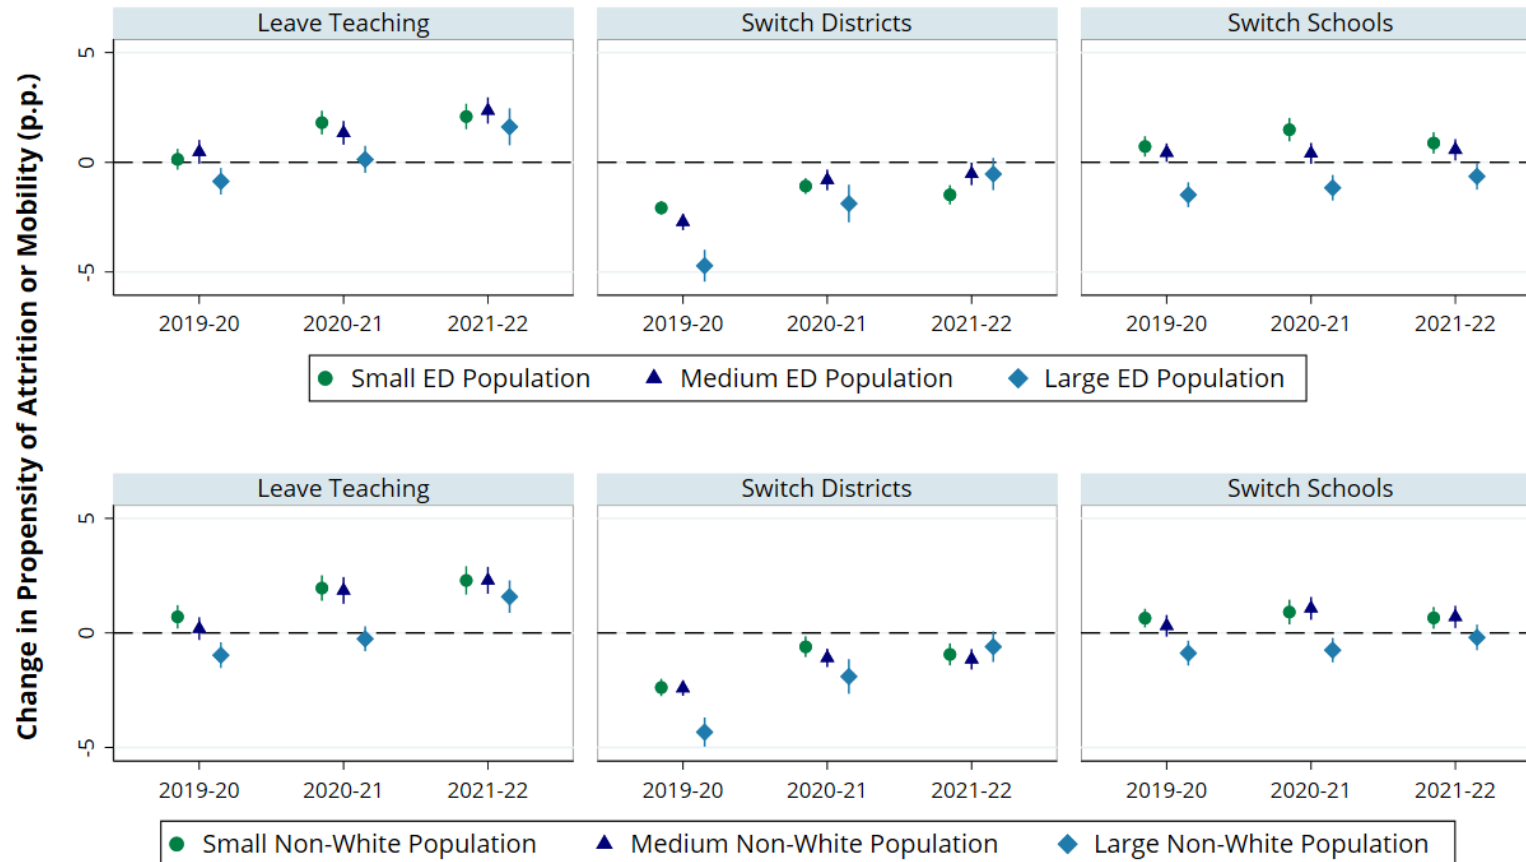 Change in Propensity of Attrition or Mobility (p.p.)
Leave Teaching
Switch Districts
Switch Schools
5
0
-5
2019-20 2020-21 2021-22
2019-20 2020-21 2021-22
2019-20 2020-21 2021-22
Small ED Population Medium ED Population Large ED Population
Leave Teaching
Switch Districts
Switch Schools
5
0
-5
2019-20 2020-21 2021-22
2019-20 2020-21 2021-22
2019-20 2020-21 2021-22
Small Non-White Population Medium Non-White Population Large Non-White Population